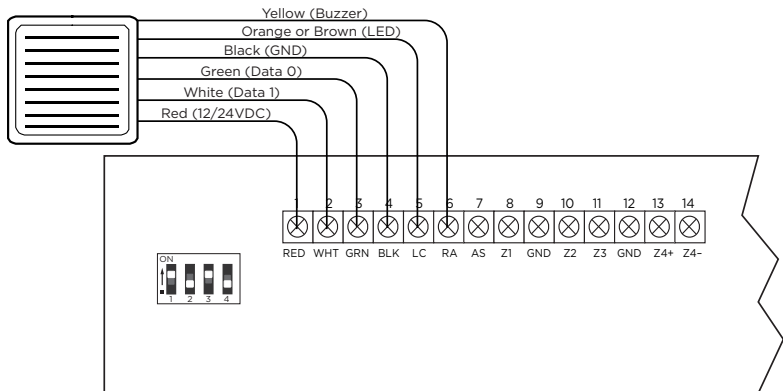 Yellow (Buzzer)
Orange or Brown (LED)
Black (GND)
Green (Data 0)
White (Data 1)
Red (12/24VDC)
1 2 3 4 5 6 7 8 9 10 11 12 13 14
RED WHT GRN BLK LC RA AS Z1 GND Z2 Z3 GND Z4+ Z4-
ON
1 2 3 4